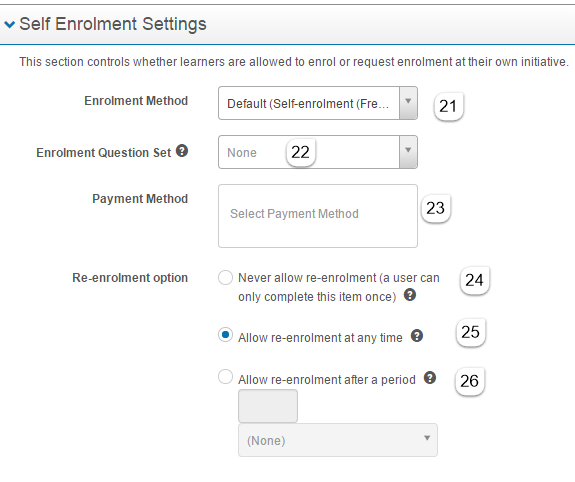 Self Enrolment Settings
This section controls whether learners are allowed to enrol or request enrolment at their own initiative.
Enrolment Method
Default (Self-enrolment (Fre...
21
Enrolment Question Set ?
None
22
Payment Method
Select Payment Method
23
Re-enrolment option
Never allow re-enrolment (a user can
only complete this item once) ?
24
Allow re-enrolment at any time ?
25
Allow re-enrolment after a period ?
26
(None)